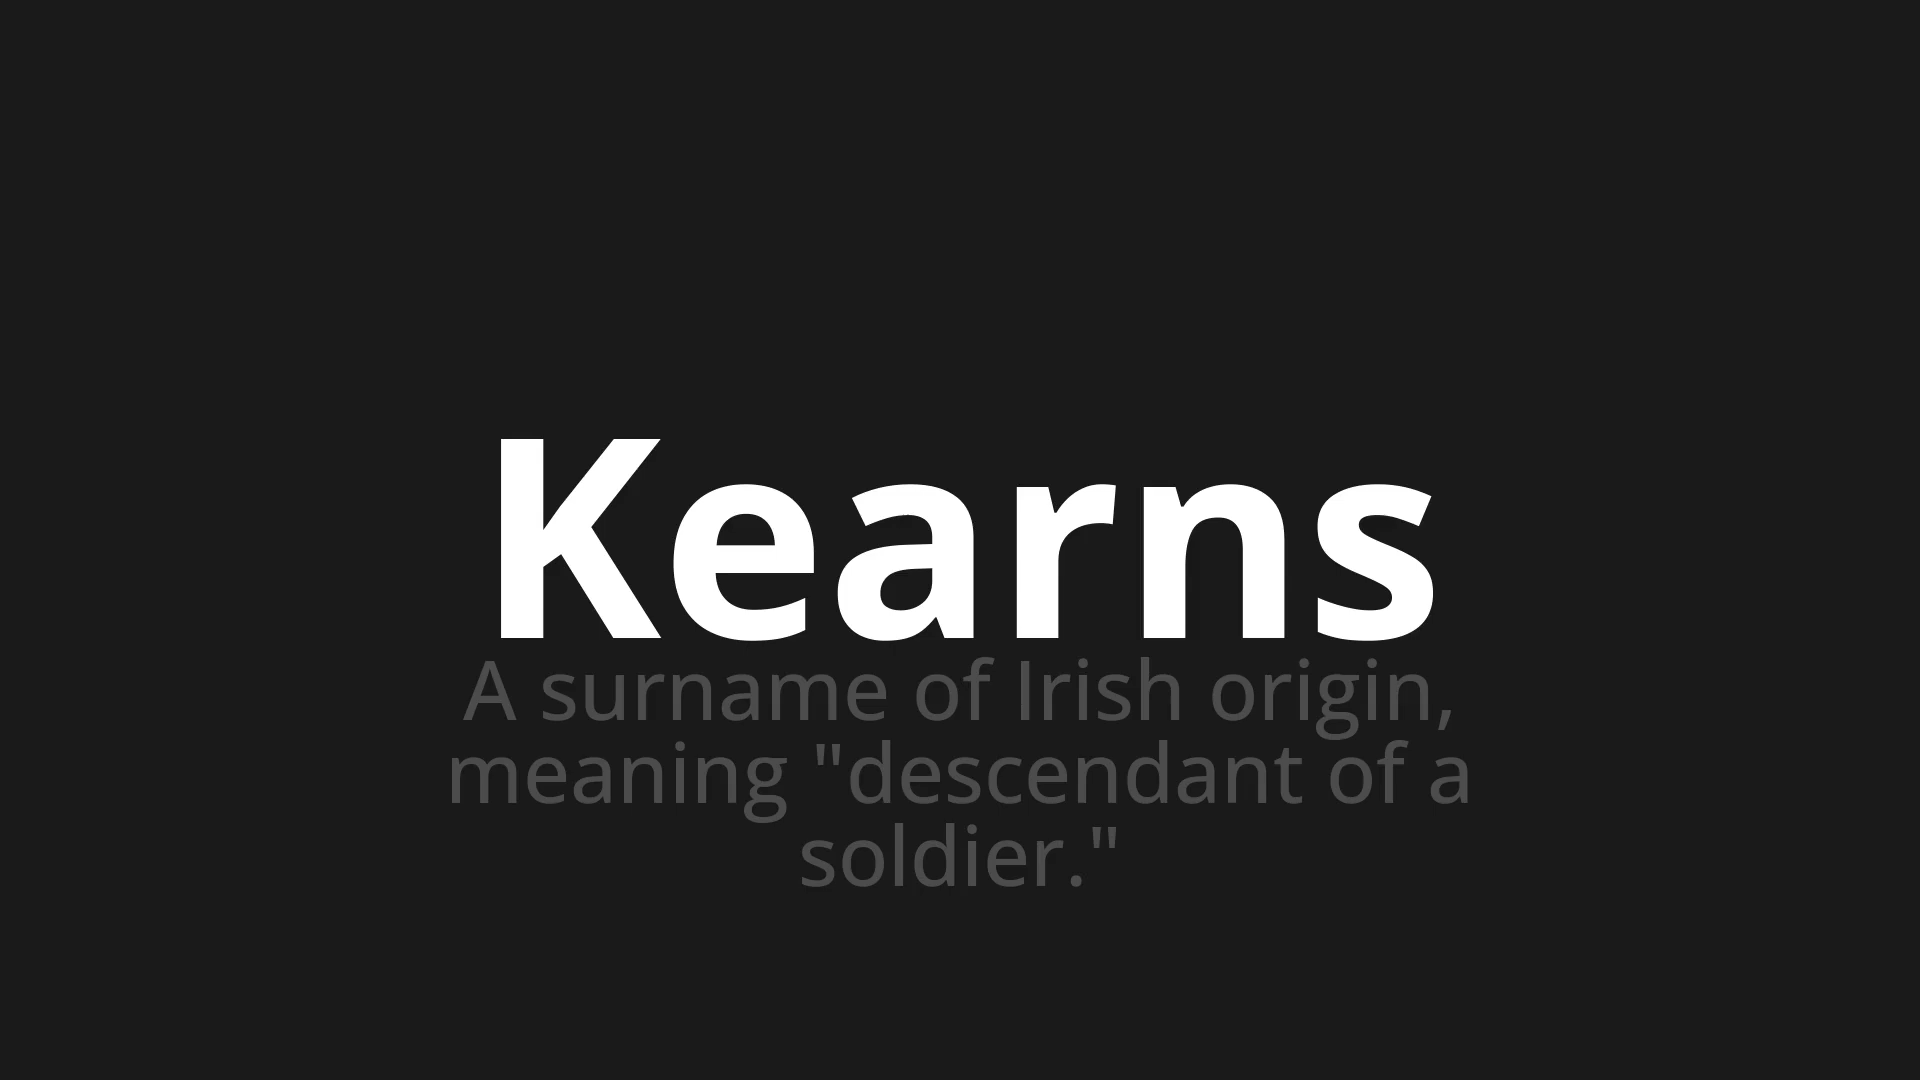 Kearns
A surname of Irish origin,
meaning "descendant of a
soldier."